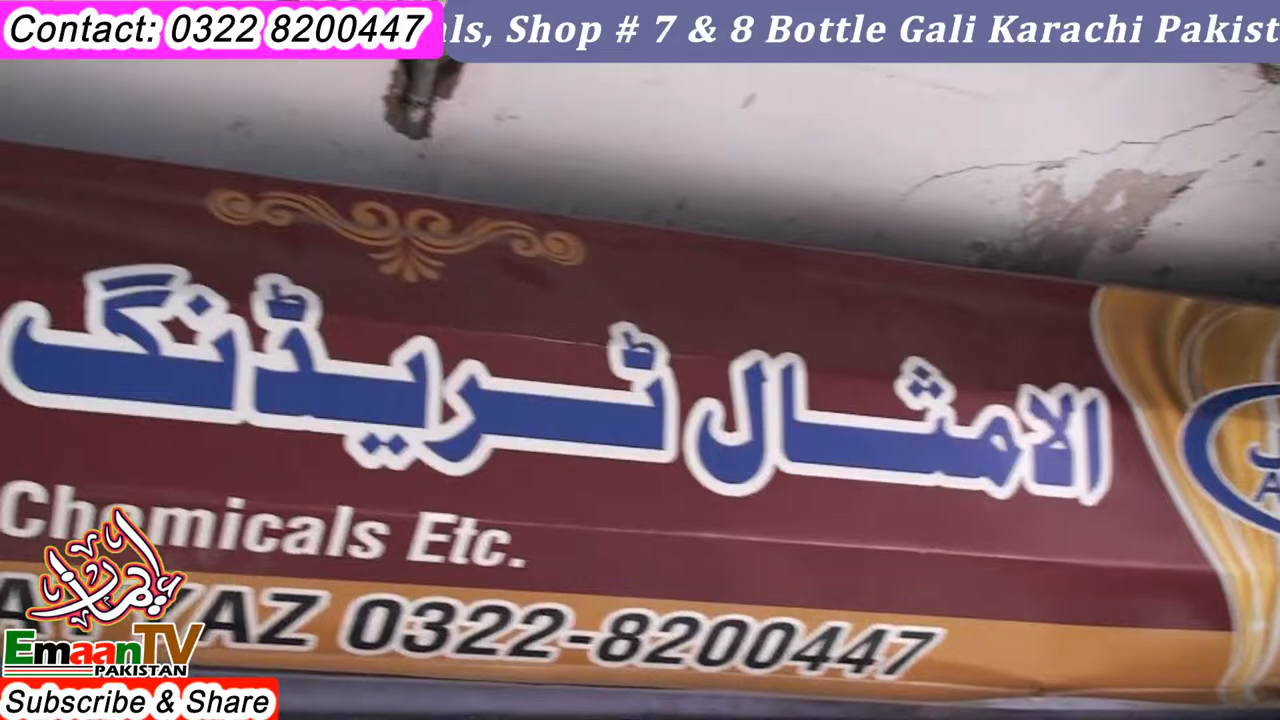 Contact: 0322 8200447
ls, Shop # 7 & 8 Bottle Gali Karachi Pakist
الامثال ٹریڈنگ
Chemicals Etc.
0322-8200447
EmaanTV
PAKISTAN
Subscribe & Share